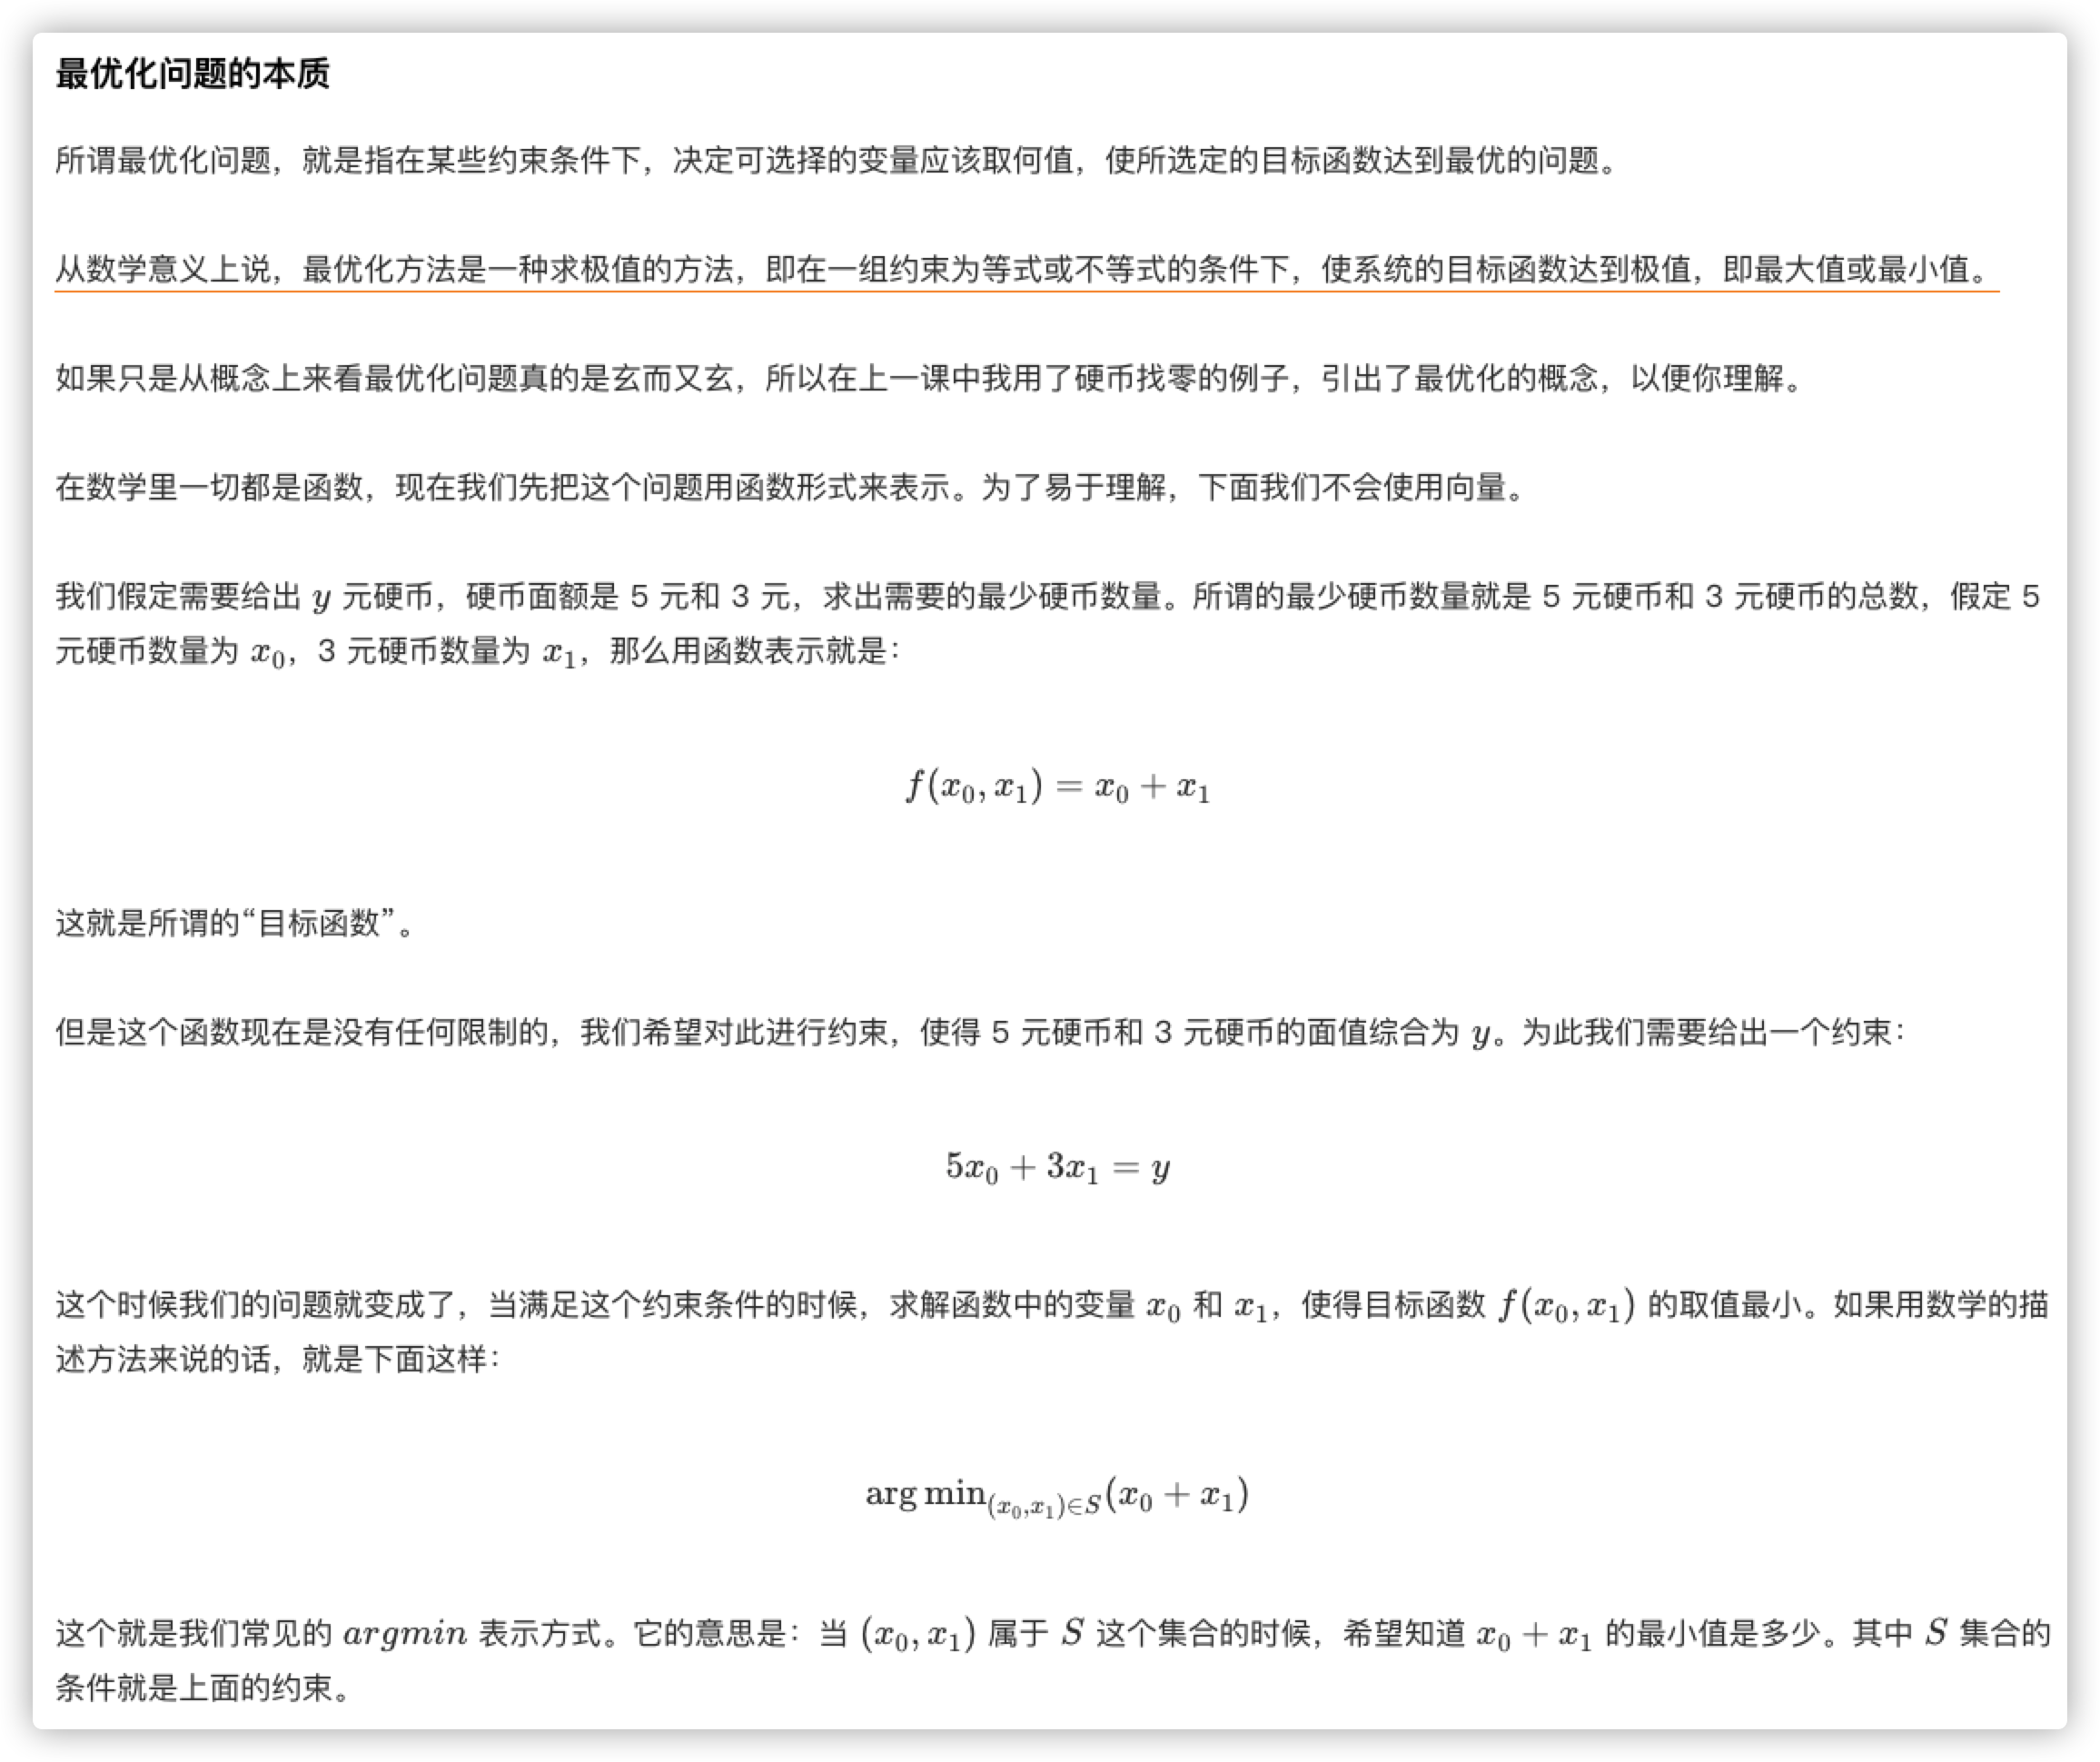 最优化问题的本质
所谓最优化问题，就是指在某些约束条件下，决定可选择的变量应该取何值，使所选定的目标函数达到最优的问题。
从数学意义上说，最优化方法是一种求极值的方法，即在一组约束为等式或不等式的条件下，使系统的目标函数达到极值，即最大值或最小值。
如果只是从概念上来看最优化问题真的是玄而又玄，所以在上一课中我用了硬币找零的例子，引出了最优化的概念，以便你理解。
在数学里一切都是函数，现在我们先把这个问题用函数形式来表示。为了易于理解，下面我们不会使用向量。
我们假定需要给出 y 元硬币，硬币面额是 5 元和 3 元，求出需要的最少硬币数量。所谓的最少硬币数量就是 5 元硬币和 3 元硬币的总数，假定 5
元硬币数量为 x₀，3 元硬币数量为 x₁，那么用函数表示就是：
f(x₀, x₁) = x₀ + x₁
这就是所谓的“目标函数”。
但是这个函数现在是没有任何限制的，我们希望对此进行约束，使得 5 元硬币和 3 元硬币的面值综合为 y。为此我们需要给出一个约束：
5x₀ + 3x₁ = y
这个时候我们的问题就变成了，当满足这个约束条件的时候，求解函数中的变量 x₀ 和 x₁，使得目标函数 f(x₀, x₁) 的取值最小。如果用数学的描
述方法来说的话，就是下面这样：
arg min₍ₓ₀,ₓ₁₎∈S(x₀ + x₁)
这个就是我们常见的 argmin 表示方式。它的意思是：当 (x₀, x₁) 属于 S 这个集合的时候，希望知道 x₀ + x₁ 的最小值是多少。其中 S 集合的
条件就是上面的约束。